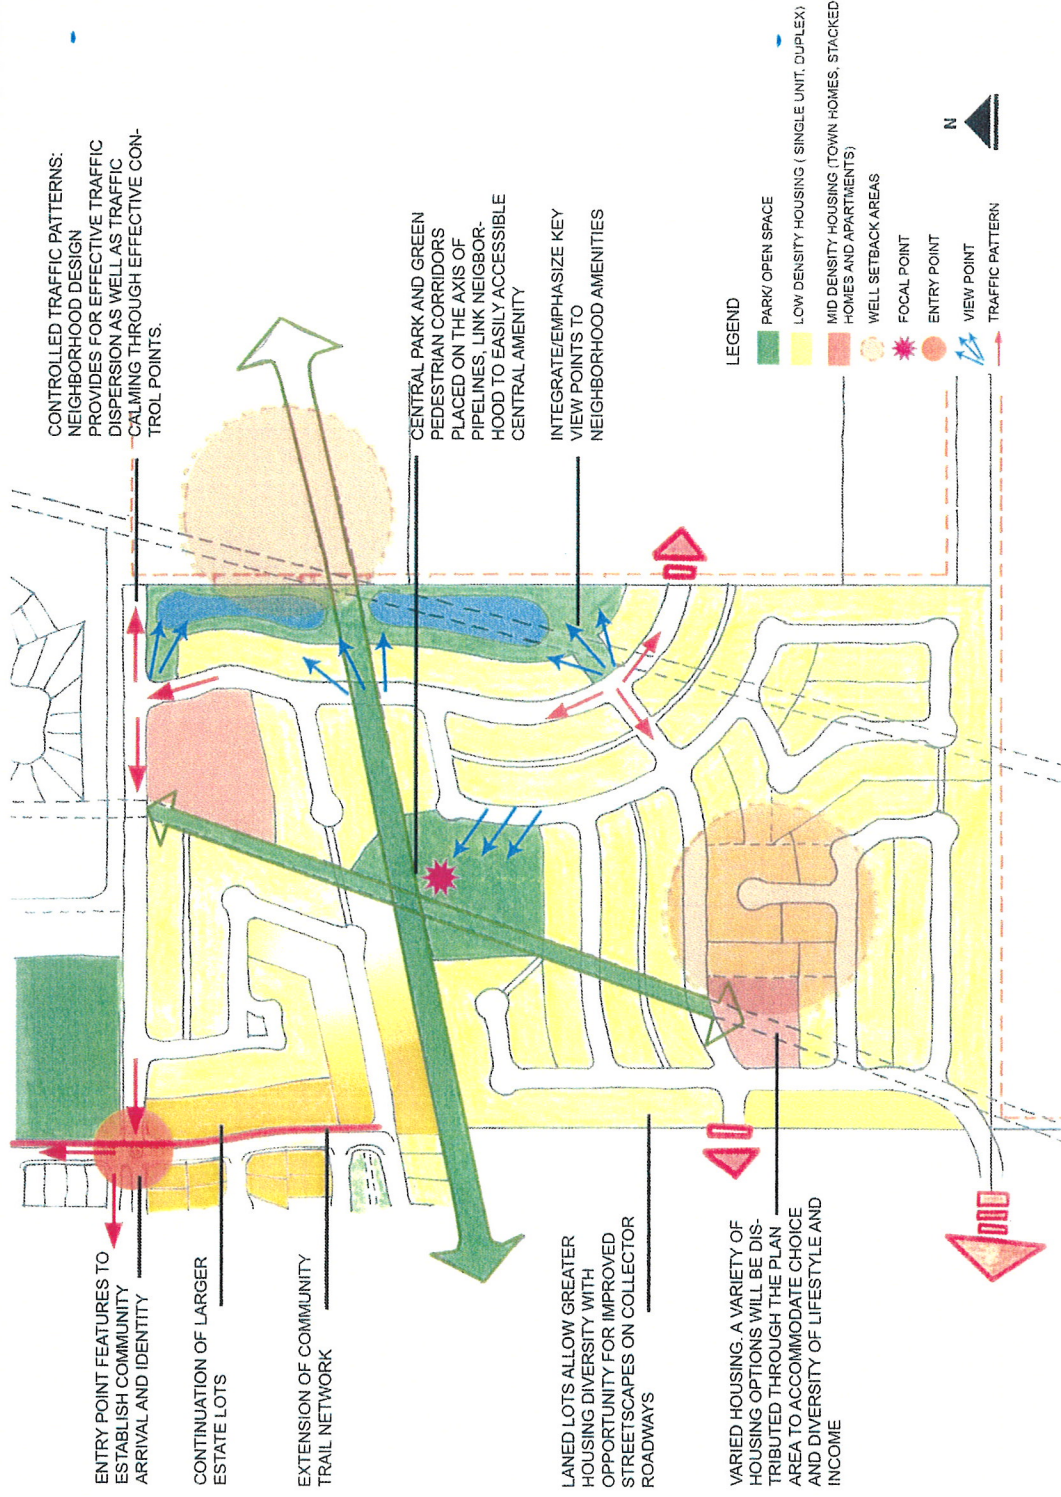 CONTROLLED TRAFFIC PATTERNS:
NEIGHBORHOOD DESIGN
PROVIDES FOR EFFECTIVE TRAFFIC
DISPERSION AS WELL AS TRAFFIC
CALMING THROUGH EFFECTIVE CON-
TROL POINTS.
CENTRAL PARK AND GREEN
PEDESTRIAN CORRIDORS
PLACED ON THE AXIS OF
PIPELINES, LINK NEIGBOR-
HOOD TO EASILY ACCESSIBLE
CENTRAL AMENITY
INTEGRATE/EMPHASIZE KEY
VIEW POINTS TO
NEIGHBORHOOD AMENITIES
LEGEND
PARK/ OPEN SPACE
LOW DENSITY HOUSING ( SINGLE UNIT, DUPLEX)
MID DENSITY HOUSING (TOWN HOMES, STACKED
HOMES AND APARTMENTS)
WELL SETBACK AREAS
FOCAL POINT
ENTRY POINT
VIEW POINT
TRAFFIC PATTERN
N
ENTRY POINT FEATURES TO
ESTABLISH COMMUNITY
ARRIVAL AND IDENTITY
CONTINUATION OF LARGER
ESTATE LOTS
EXTENSION OF COMMUNITY
TRAIL NETWORK
LANED LOTS ALLOW GREATER
HOUSING DIVERSITY WITH
OPPORTUNITY FOR IMPROVED
STREETSCAPES ON COLLECTOR
ROADWAYS
VARIED HOUSING. A VARIETY OF
HOUSING OPTIONS WILL BE DIS-
TRIBUTED THROUGH THE PLAN
AREA TO ACCOMMODATE CHOICE
AND DIVERSITY OF LIFESTYLE AND
INCOME